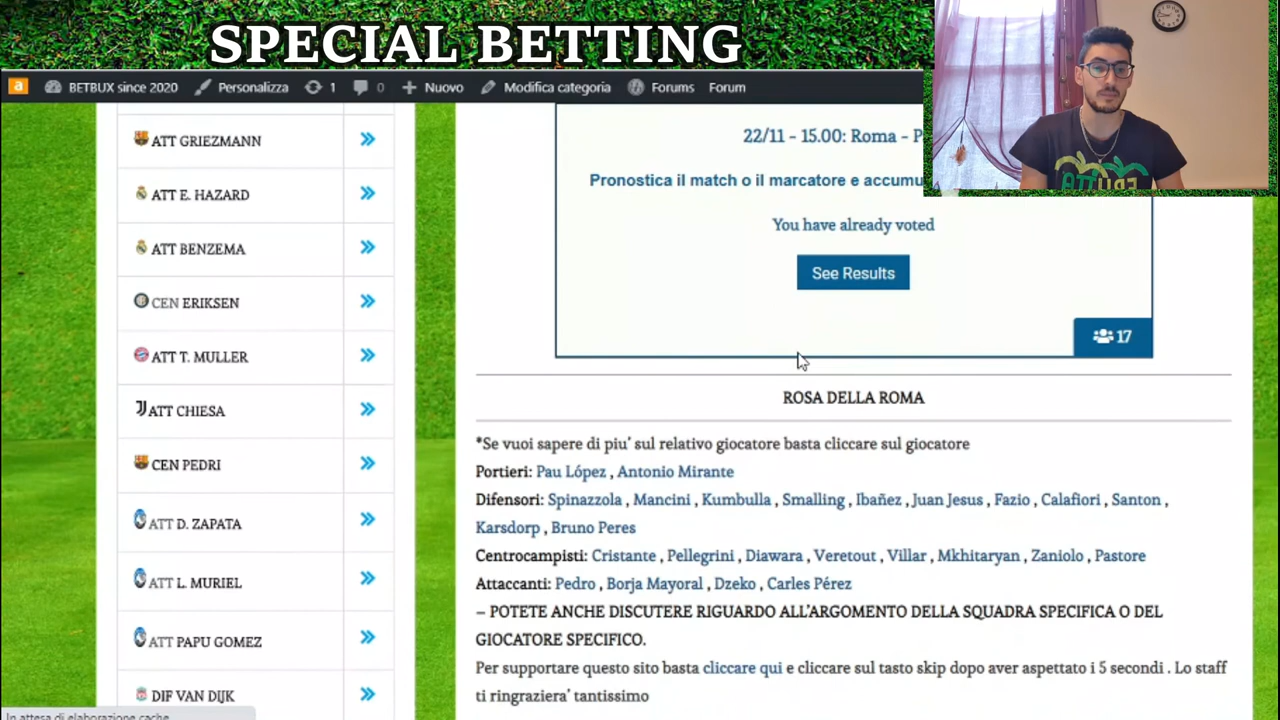 SPECIAL BETTING
BETBUX since 2020 Personalizza 1 0 Nuovo Modifica categoria Forums Forum
ATT GRIEZMANN
ATT E. HAZARD
ATT BENZEMA
CEN ERIKSEN
ATT T. MULLER
ATT CHIESA
CEN PEDRI
ATT D. ZAPATA
ATT L. MURIEL
ATT PAPU GOMEZ
DIF VAN DIJK
In attesa di elaborazione cache
22/11 - 15.00: Roma - P
Pronostica il match o il marcatore e accumu
You have already voted
See Results
17
ROSA DELLA ROMA
*Se vuoi sapere di piu' sul relativo giocatore basta cliccare sul giocatore
Portieri: Pau López , Antonio Mirante
Difensori: Spinazzola , Mancini , Kumbulla , Smalling , Ibañez , Juan Jesus , Fazio , Calafiori , Santon ,
Karsdorp , Bruno Peres
Centrocampisti: Cristante , Pellegrini , Diawara , Veretout , Villar , Mkhitaryan , Zaniolo , Pastore
Attaccanti: Pedro , Borja Mayoral , Dzeko , Carles Pérez
– POTETE ANCHE DISCUTERE RIGUARDO ALL'ARGOMENTO DELLA SQUADRA SPECIFICA O DEL
GIOCATORE SPECIFICO.
Per supportare questo sito basta cliccare qui e cliccare sul tasto skip dopo aver aspettato i 5 secondi . Lo staff
ti ringraziera' tantissimo